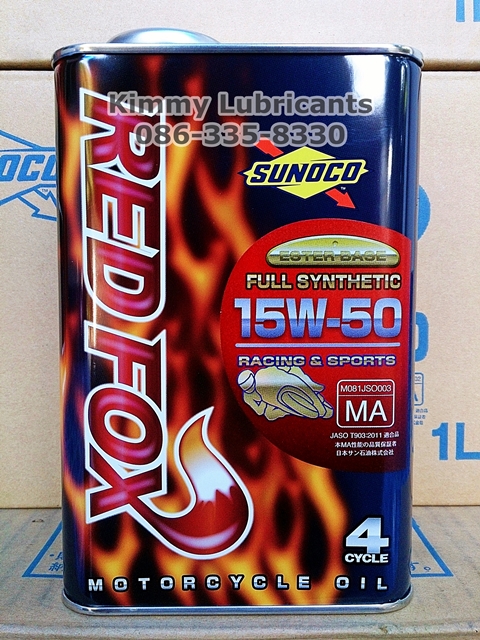 Kimmy Lubricants
086-335-8330
RED FOX
SUNOCO
ESTER BASE
FULL SYNTHETIC
15W-50
RACING & SPORTS
M081JSO003
MA
JASO T903:2011 適合品
本MA性能の品質保証者
日本サン石油株式会社
4
CYCLE
MOTORCYCLE OIL
1L